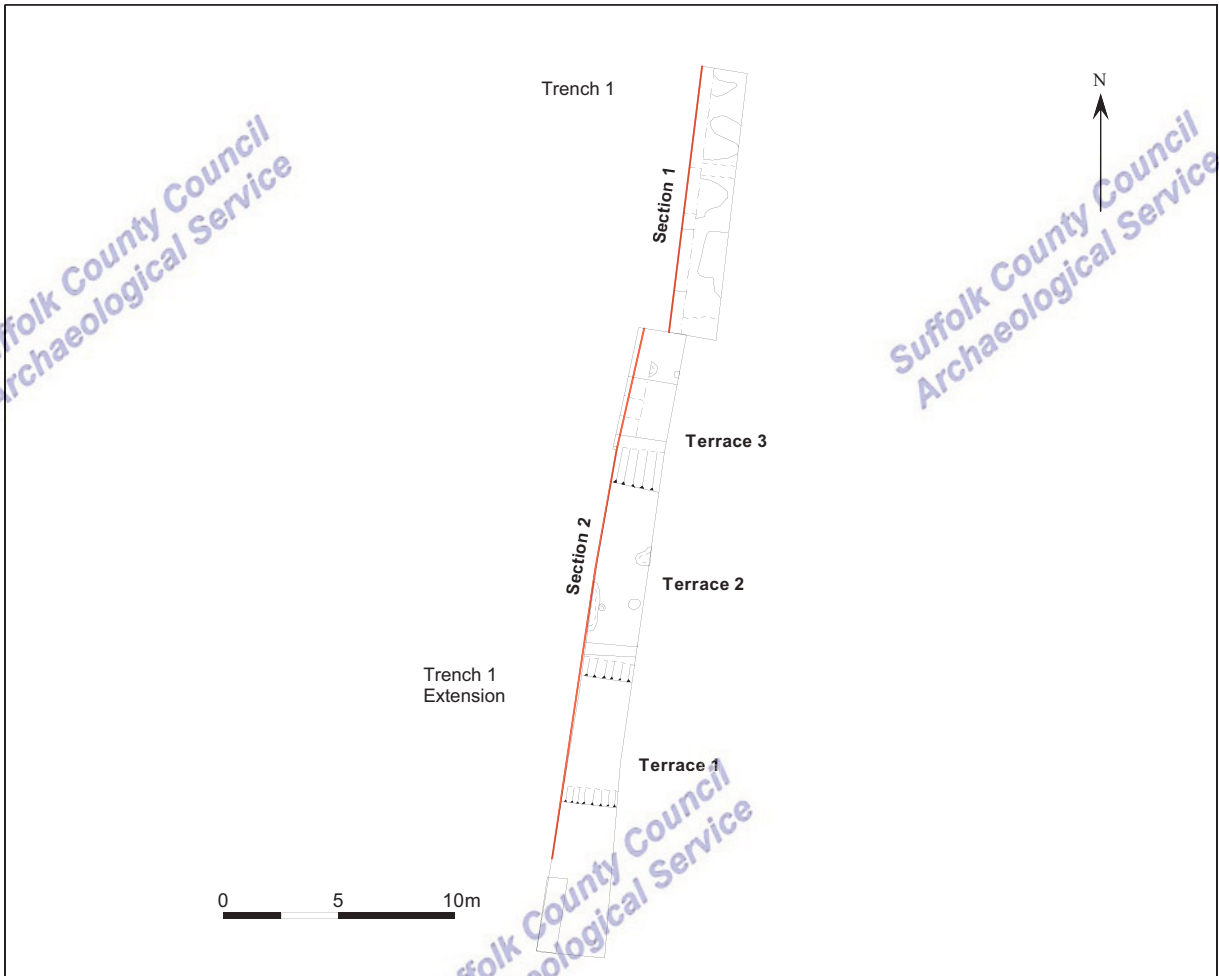 Trench 1
N
Suffolk County Council
Archaeological Service
Section 1
Suffolk County Council
Archaeological Service
Terrace 3
Section 2
Terrace 2
Trench 1
Extension
Terrace 1
0 5 10m
County Council
Service